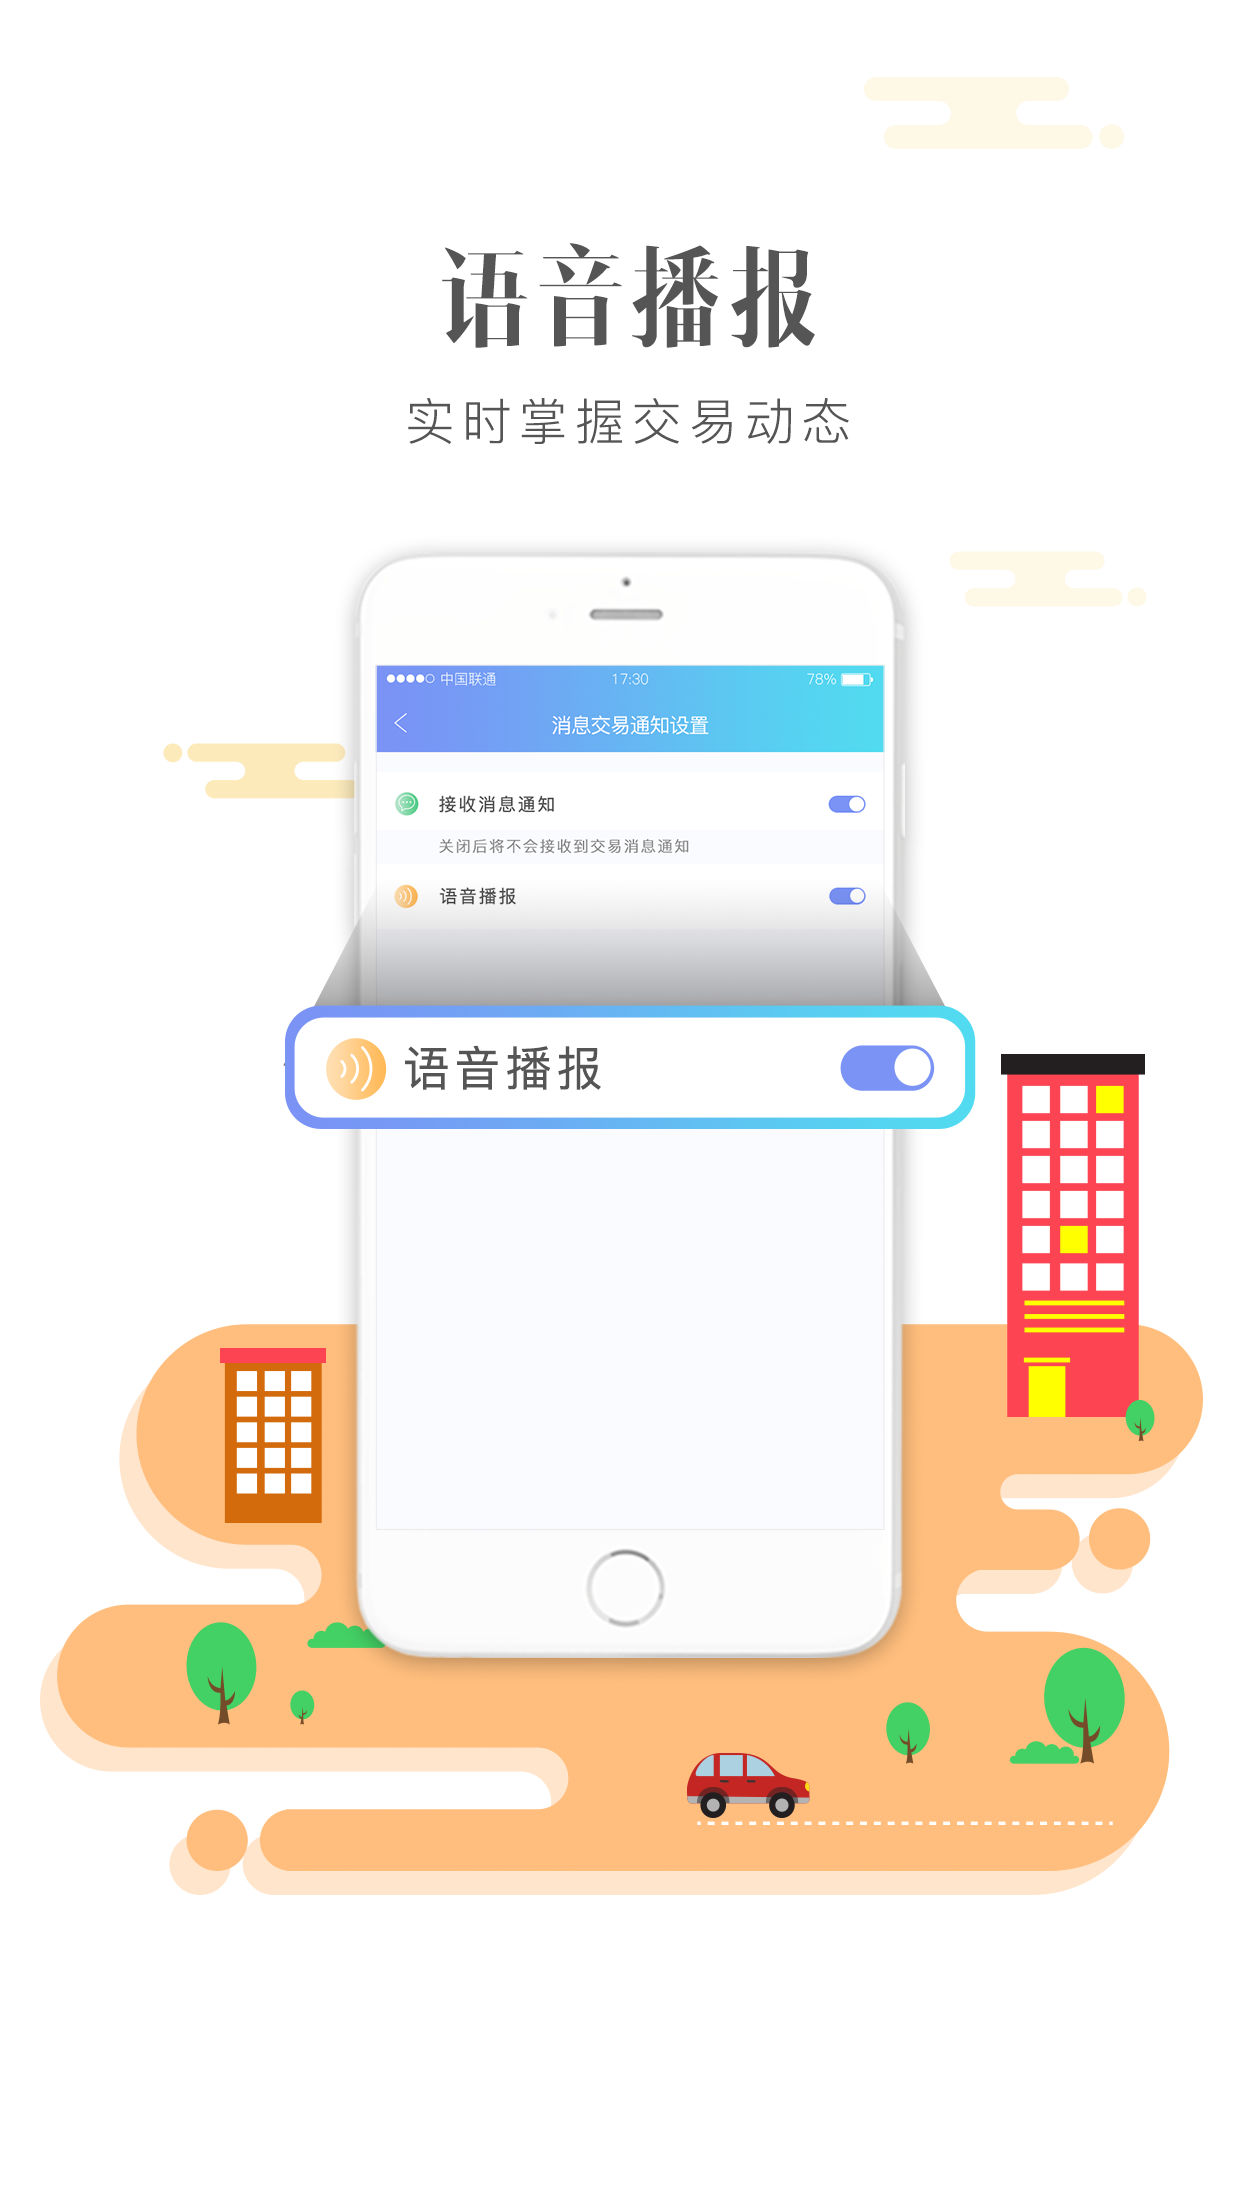 语音播报
实时掌握交易动态
中国联通 17:30 78%
消息交易通知设置
接收消息通知
关闭后将不会接收到交易消息通知
语音播报
语音播报